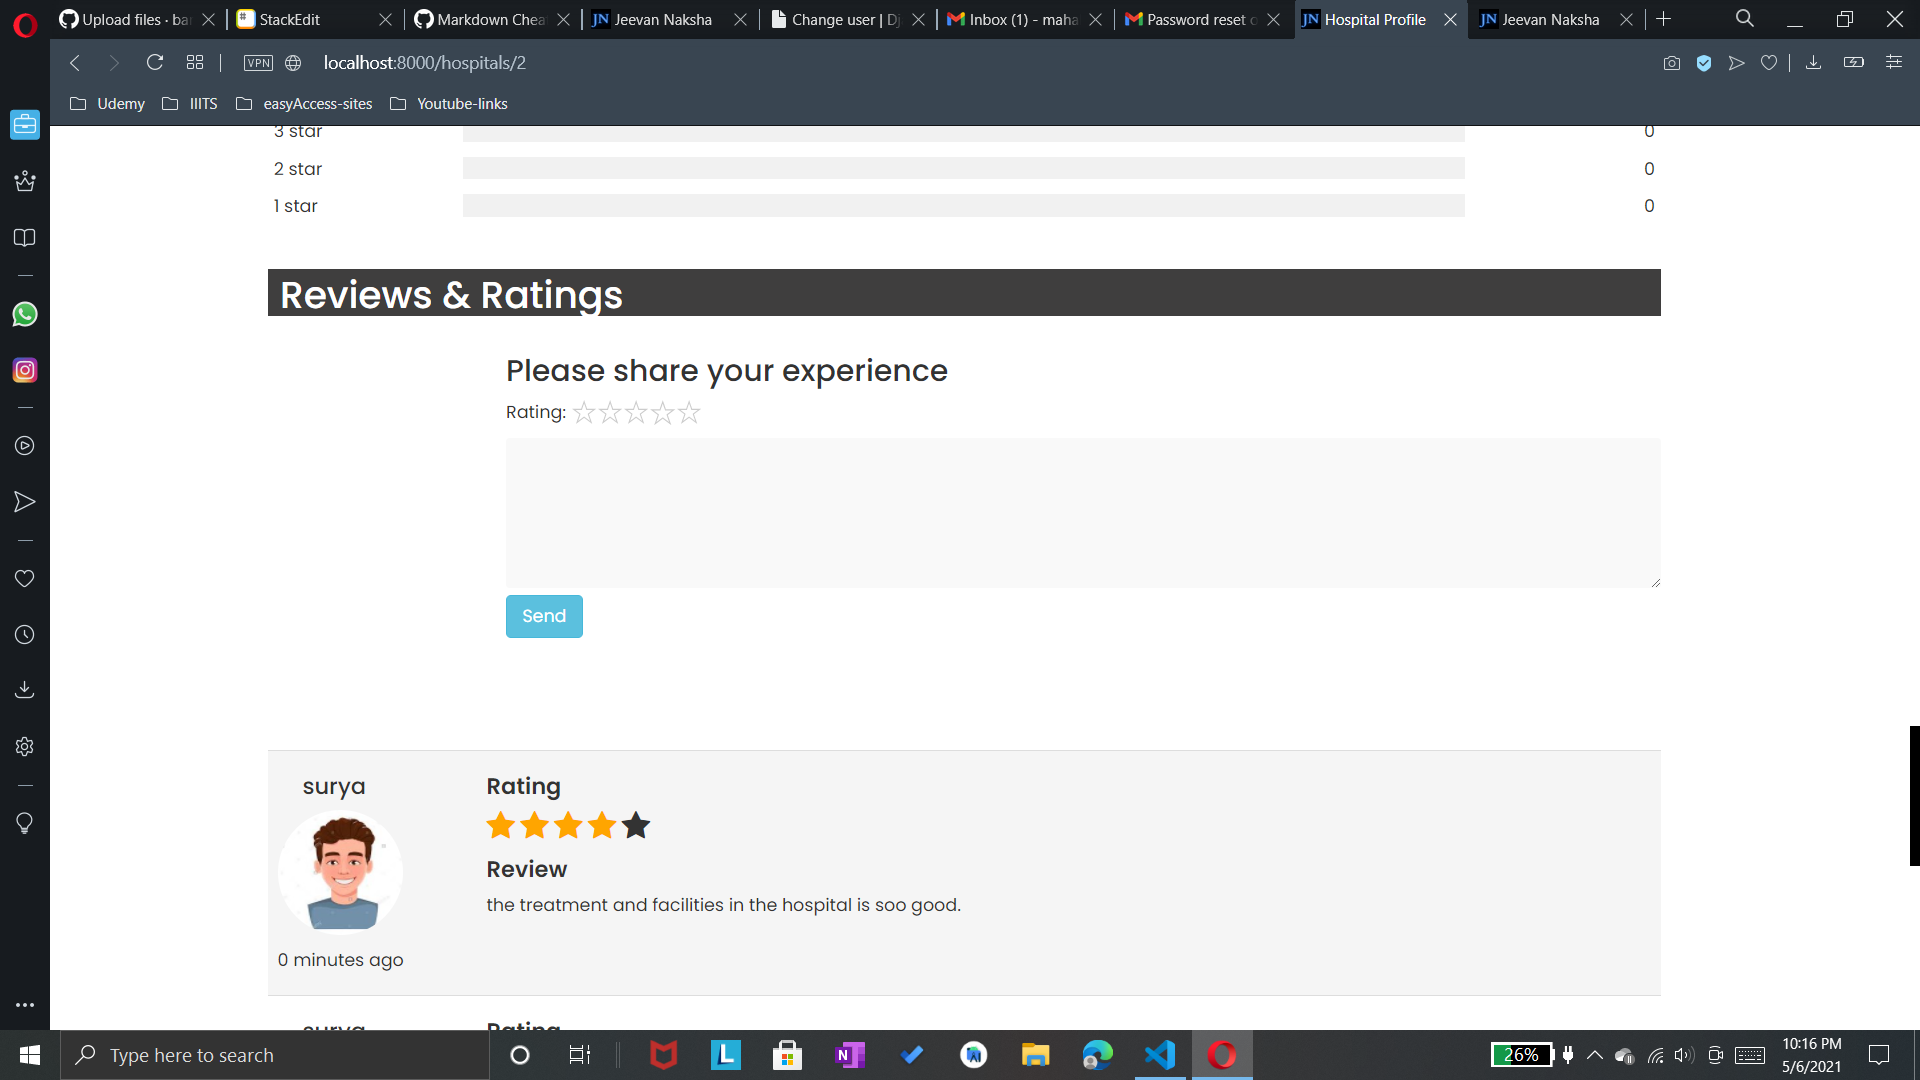 Upload files · bar
StackEdit
Markdown Chea
JN Jeevan Naksha
Change user | Dj
Inbox (1) - maha
Password reset o
JN Hospital Profile
JN Jeevan Naksha
VPN
localhost:8000/hospitals/2
Udemy
IIITS
easyAccess-sites
Youtube-links
3 star
0
2 star
0
1 star
0
Reviews & Ratings
Please share your experience
Rating:
Send
surya
Rating
Review
the treatment and facilities in the hospital is soo good.
0 minutes ago
surya
Rating
Type here to search
L
N
26%
10:16 PM
5/6/2021